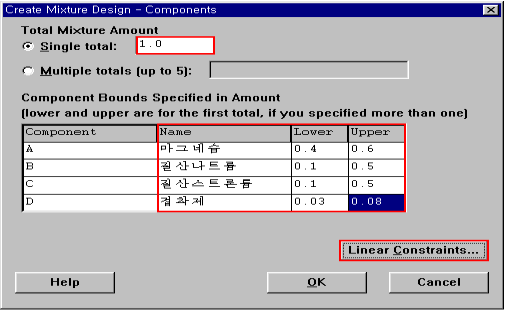 Create Mixture Design - Components
Total Mixture Amount
Single total: 1.0
Multiple totals (up to 5):
Component Bounds Specified in Amount
(lower and upper are for the first total, if you specified more than one)
Component Name Lower Upper
A 마그네슘 0.4 0.6
B 질산나트륨 0.1 0.5
C 질산스트론튬 0.1 0.5
D 결화제 0.03 0.08
Linear Constraints...
Help OK Cancel